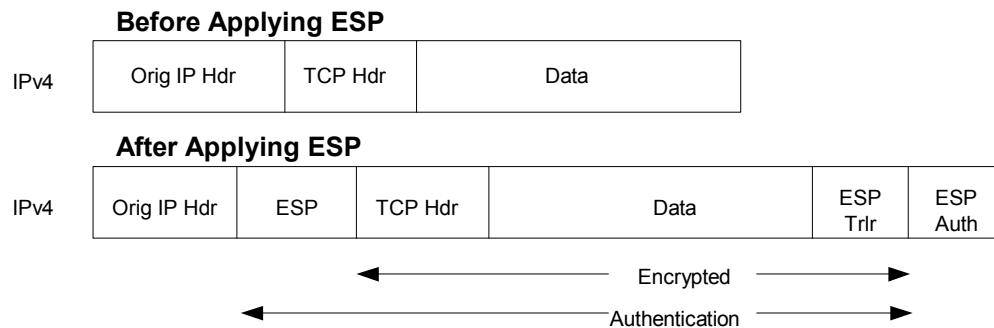 Before Applying ESP
IPv4 Orig IP Hdr TCP Hdr Data
After Applying ESP
IPv4 Orig IP Hdr ESP TCP Hdr Data ESP Trlr ESP Auth
Encrypted
Authentication